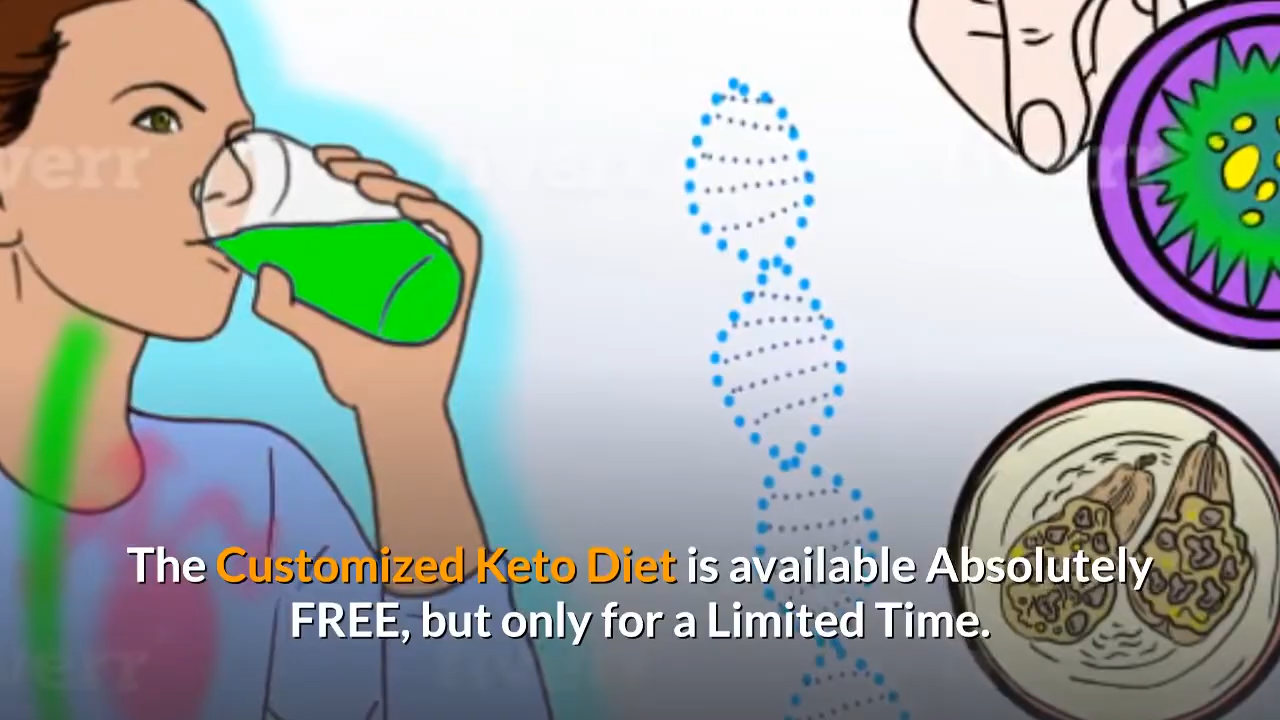 The Customized Keto Diet is available Absolutely
FREE, but only for a Limited Time.